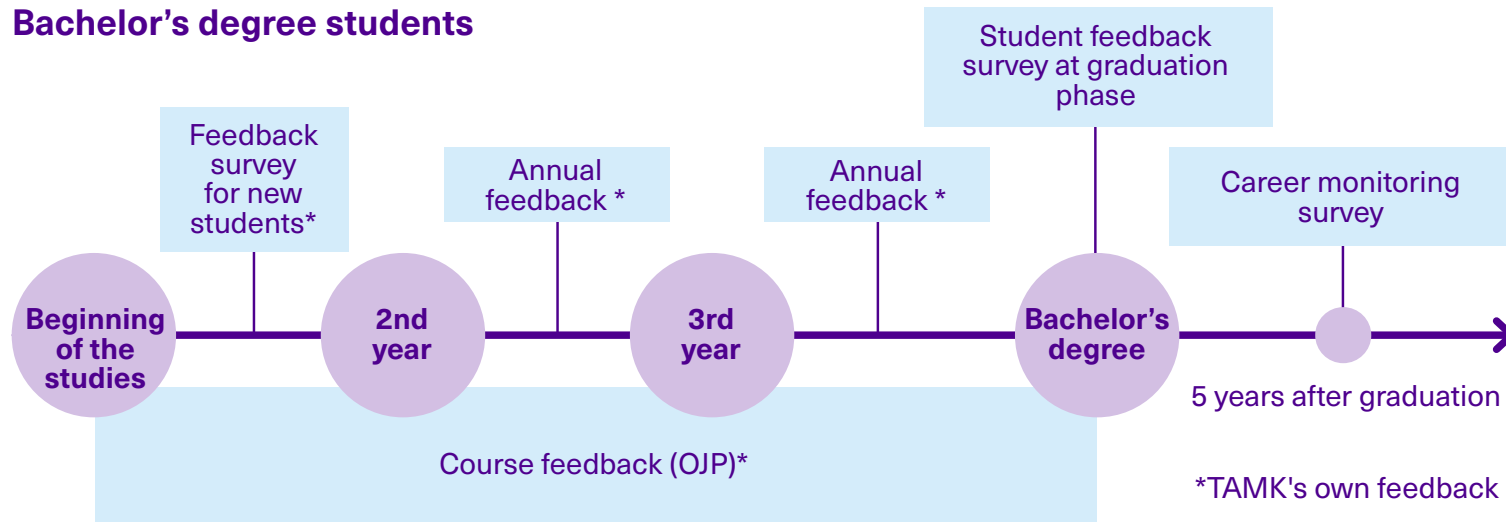 Bachelor’s degree students
Student feedback
survey at graduation
phase
Feedback
survey
for new
students*
Annual
feedback *
Annual
feedback *
Career monitoring
survey
Beginning
of the
studies
2nd
year
3rd
year
Bachelor’s
degree
5 years after graduation
Course feedback (OJP)*
*TAMK's own feedback